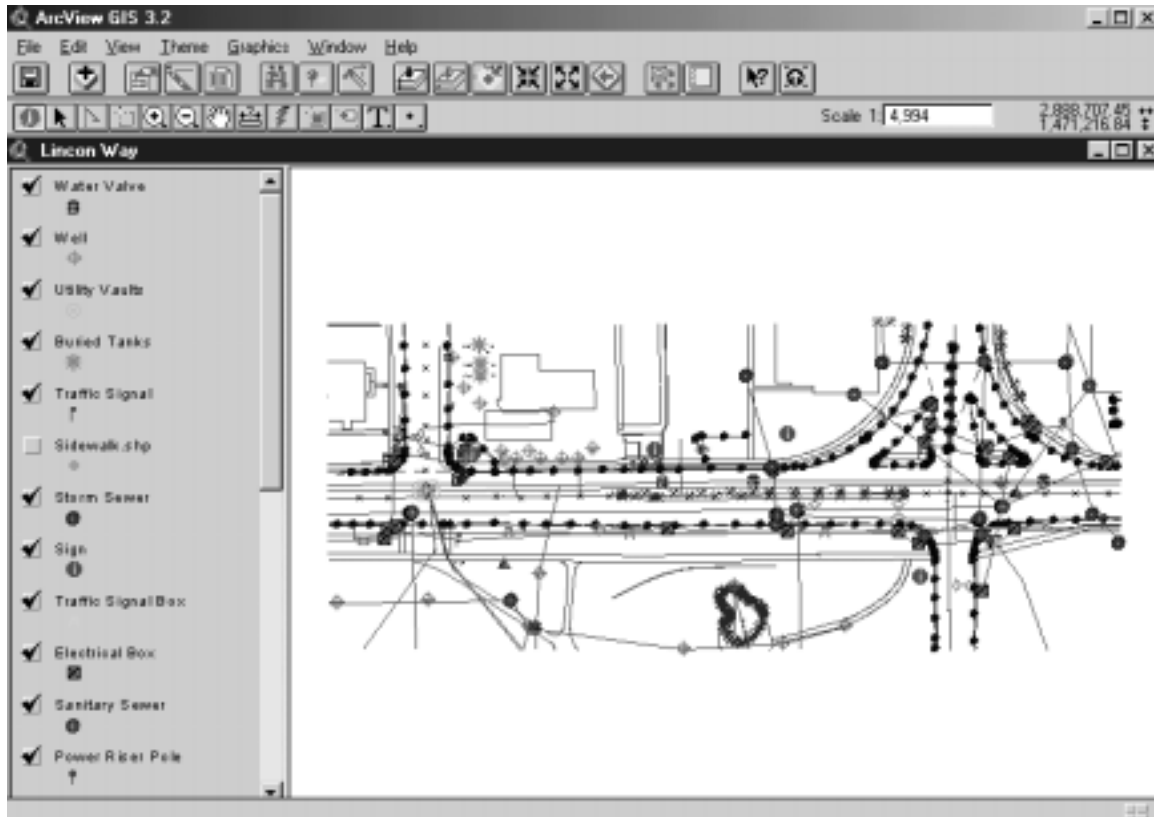 ArcView GIS 3.2
File Edit View Theme Graphics Window Help
Scale 1: 4,994
2,888,707.45
1,471,216.84
Lincon Way
Water Valve
Well
Utility Vaults
Buried Tanks
Traffic Signal
Sidewalk.shp
Storm Sewer
Sign
Traffic Signal Box
Electrical Box
Sanitary Sewer
Power Riser Pole